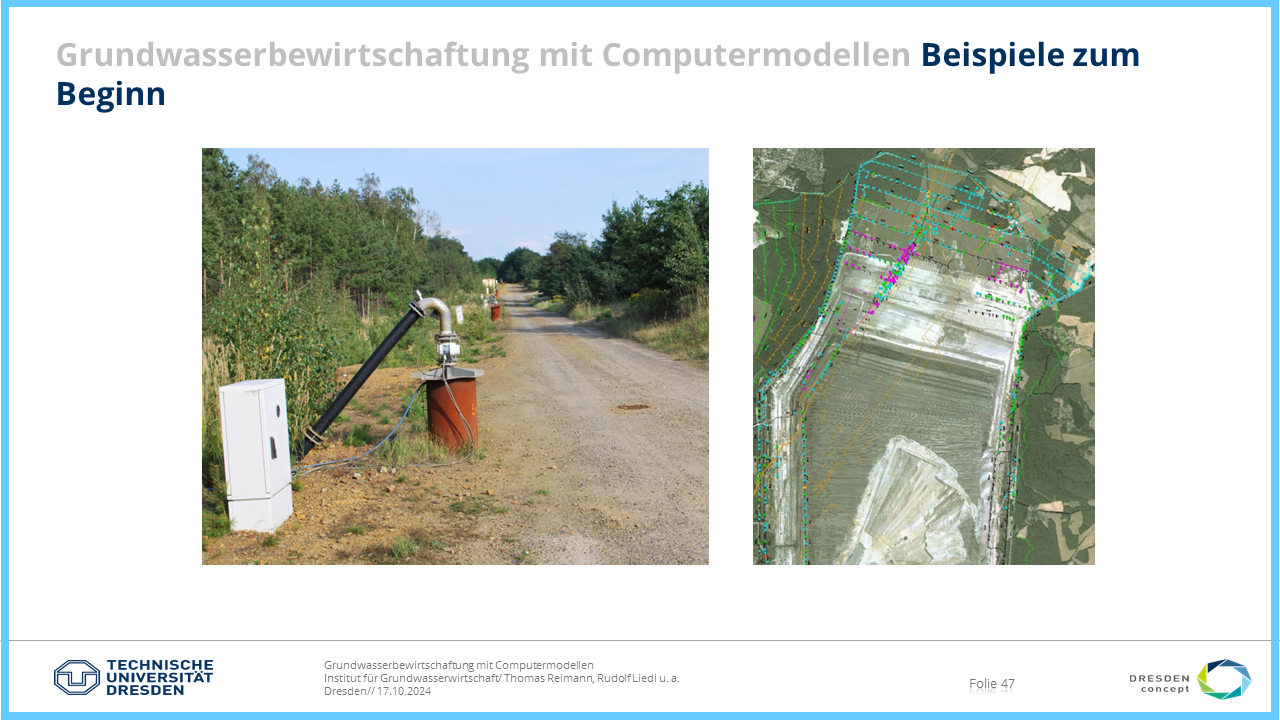 Grundwasserbewirtschaftung mit Computermodellen Beispiele zum
Beginn
TECHNISCHE
UNIVERSITÄT
DRESDEN
Grundwasserbewirtschaftung mit Computermodellen
Institut für Grundwasserwirtschaft/ Thomas Reimann, Rudolf Liedl u. a.
Dresden// 17.10.2024
Folie 47
DRESDEN
concept